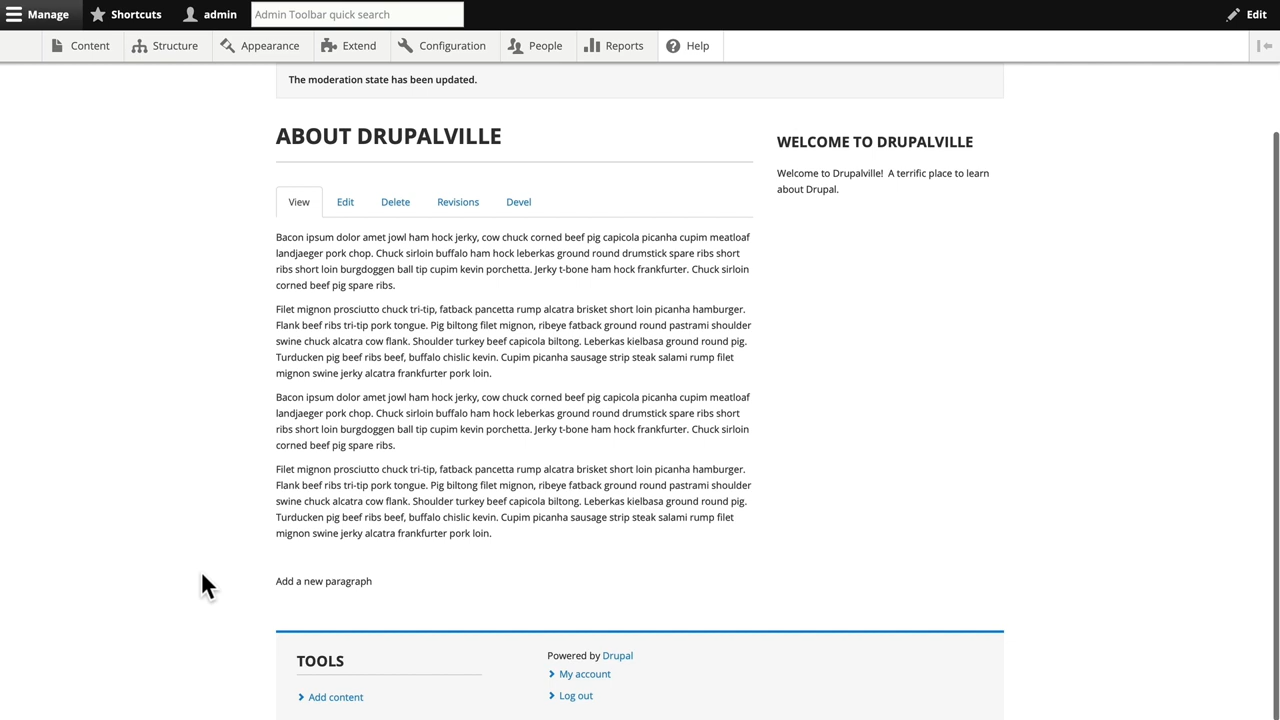 Manage Shortcuts admin Admin Toolbar quick search Edit
Content Structure Appearance Extend Configuration People Reports Help
The moderation state has been updated.
ABOUT DRUPALVILLE
View Edit Delete Revisions Devel
Bacon ipsum dolor amet jowl ham hock jerky, cow chuck corned beef pig capicola picanha cupim meatloaf
landjaeger pork chop. Chuck sirloin buffalo ham hock leberkas ground round drumstick spare ribs short
ribs short loin burgdoggen ball tip cupim kevin porchetta. Jerky t-bone ham hock frankfurter. Chuck sirloin
corned beef pig spare ribs.
Filet mignon prosciutto chuck tri-tip, fatback pancetta rump alcatra brisket short loin picanha hamburger.
Flank beef ribs tri-tip pork tongue. Pig biltong filet mignon, ribeye fatback ground round pastrami shoulder
swine chuck alcatra cow flank. Shoulder turkey beef capicola biltong. Leberkas kielbasa ground round pig.
Turducken pig beef ribs beef, buffalo chislic kevin. Cupim picanha sausage strip steak salami rump filet
mignon swine jerky alcatra frankfurter pork loin.
Bacon ipsum dolor amet jowl ham hock jerky, cow chuck corned beef pig capicola picanha cupim meatloaf
landjaeger pork chop. Chuck sirloin buffalo ham hock leberkas ground round drumstick spare ribs short
ribs short loin burgdoggen ball tip cupim kevin porchetta. Jerky t-bone ham hock frankfurter. Chuck sirloin
corned beef pig spare ribs.
Filet mignon prosciutto chuck tri-tip, fatback pancetta rump alcatra brisket short loin picanha hamburger.
Flank beef ribs tri-tip pork tongue. Pig biltong filet mignon, ribeye fatback ground round pastrami shoulder
swine chuck alcatra cow flank. Shoulder turkey beef capicola biltong. Leberkas kielbasa ground round pig.
Turducken pig beef ribs beef, buffalo chislic kevin. Cupim picanha sausage strip steak salami rump filet
mignon swine jerky alcatra frankfurter pork loin.
Add a new paragraph
WELCOME TO DRUPALVILLE
Welcome to Drupalville! A terrific place to learn
about Drupal.
TOOLS
Add content
Powered by Drupal
My account
Log out